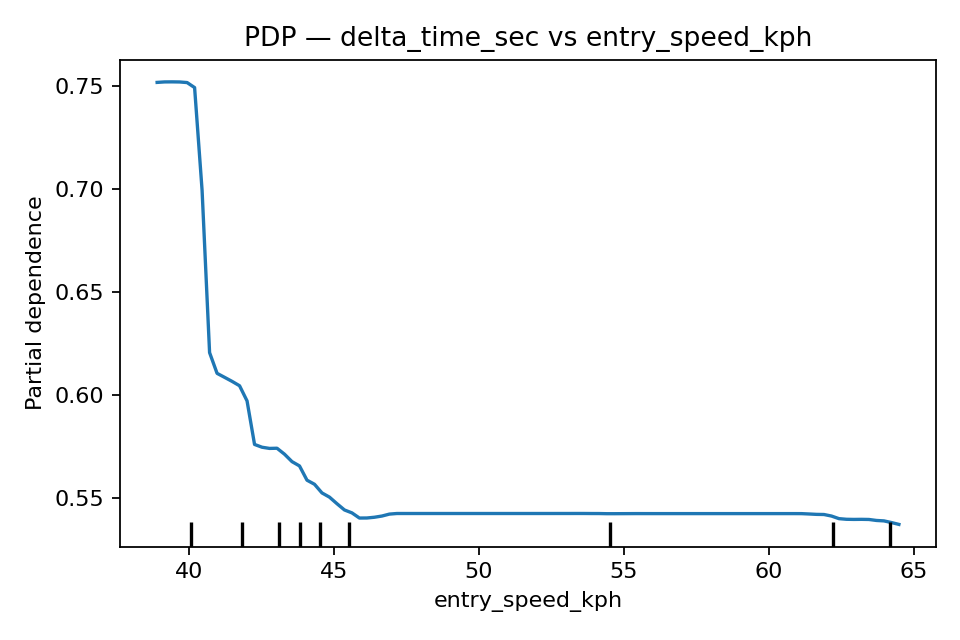 PDP — delta_time_sec vs entry_speed_kph
Partial dependence
0.75
0.70
0.65
0.60
0.55
40 45 50 55 60 65
entry_speed_kph